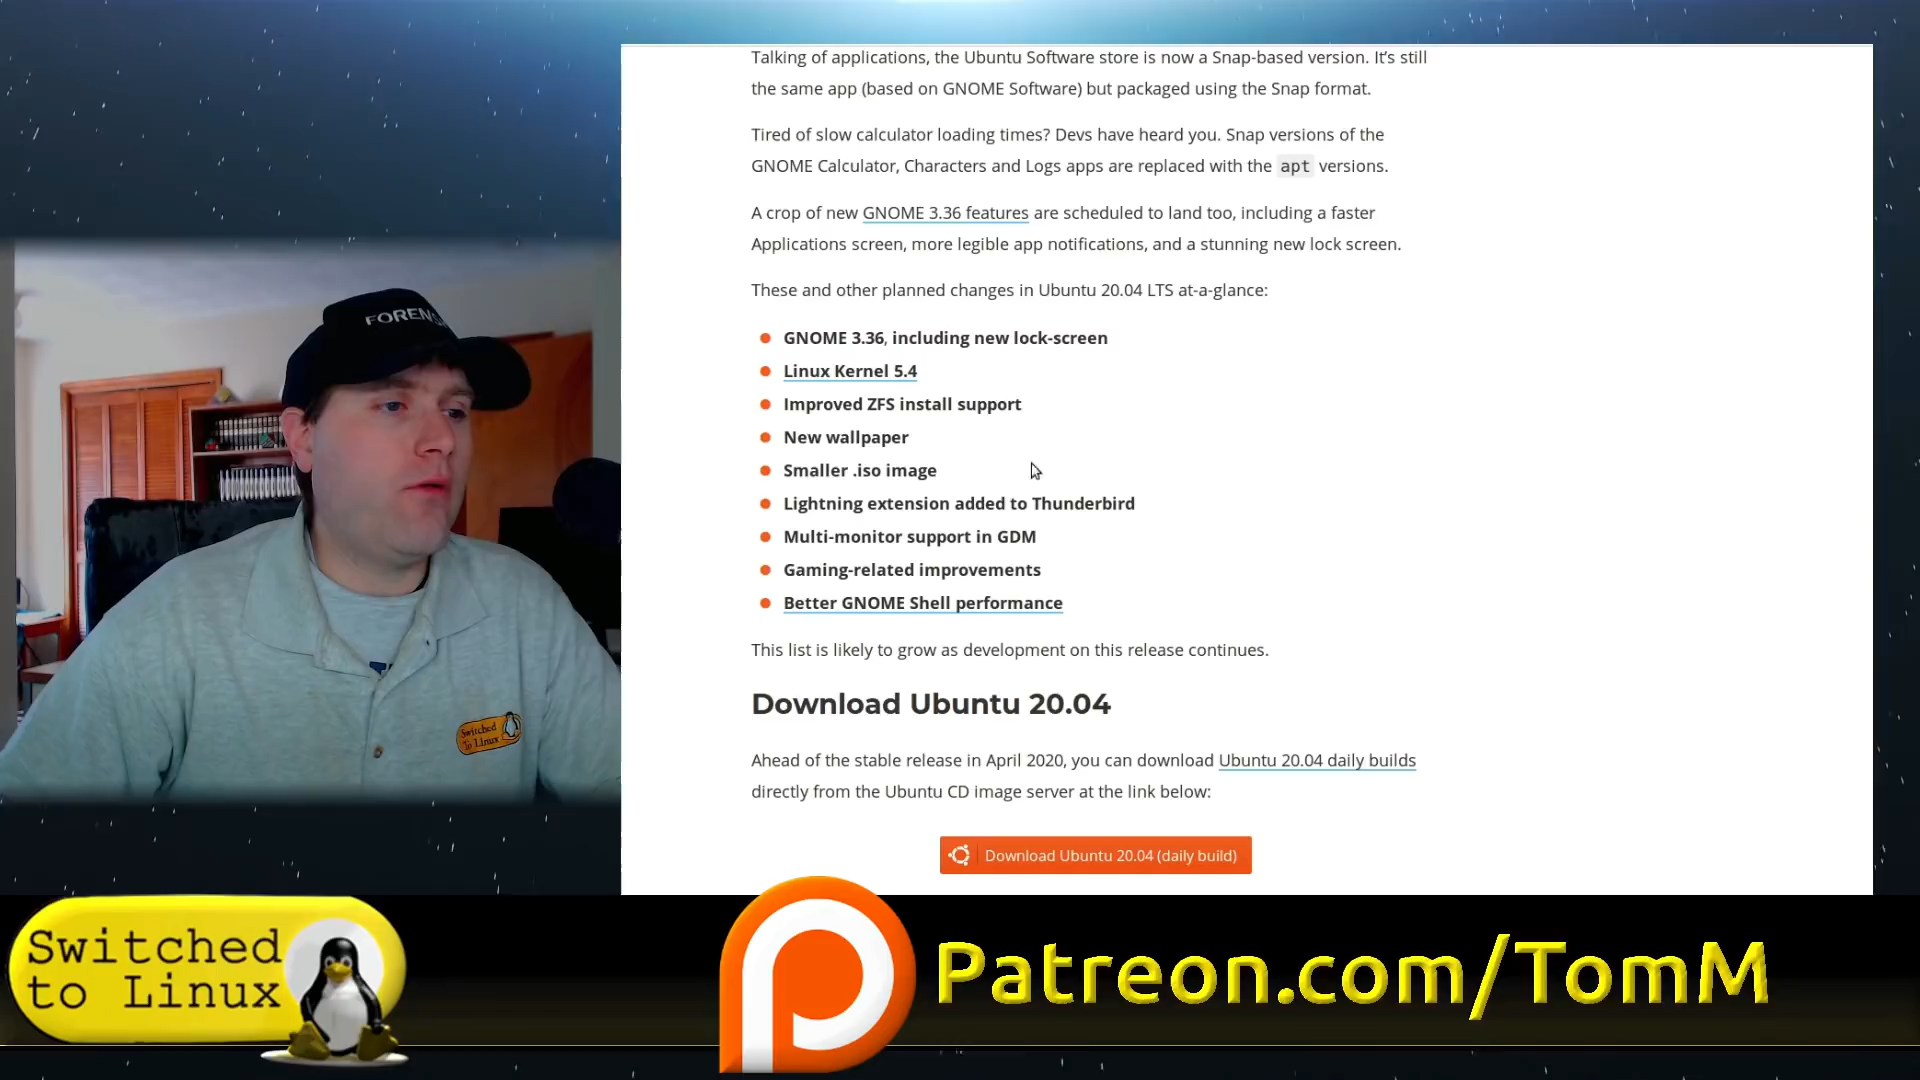 Talking of applications, the Ubuntu Software store is now a Snap-based version. It's still
the same app (based on GNOME Software) but packaged using the Snap format.
Tired of slow calculator loading times? Devs have heard you. Snap versions of the
GNOME Calculator, Characters and Logs apps are replaced with the apt versions.
A crop of new GNOME 3.36 features are scheduled to land too, including a faster
Applications screen, more legible app notifications, and a stunning new lock screen.
These and other planned changes in Ubuntu 20.04 LTS at-a-glance:
GNOME 3.36, including new lock-screen
Linux Kernel 5.4
Improved ZFS install support
New wallpaper
Smaller .iso image
Lightning extension added to Thunderbird
Multi-monitor support in GDM
Gaming-related improvements
Better GNOME Shell performance
This list is likely to grow as development on this release continues.
Download Ubuntu 20.04
Ahead of the stable release in April 2020, you can download Ubuntu 20.04 daily builds
directly from the Ubuntu CD image server at the link below:
Download Ubuntu 20.04 (daily build)
Switched
To Linux
Switched
to Linux
Patreon.com/TomM